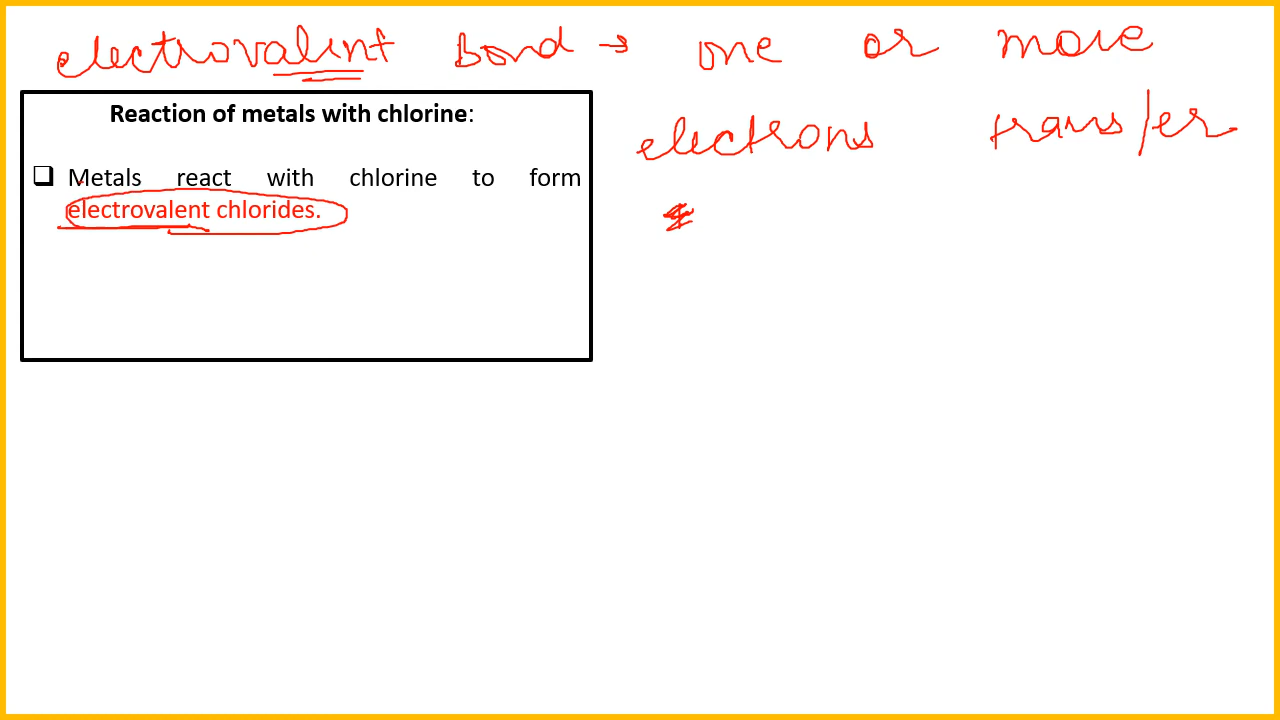 electrovalent bond → one or more
electrons transfer
Reaction of metals with chlorine:
❑ Metals react with chlorine to form
electrovalent chlorides.